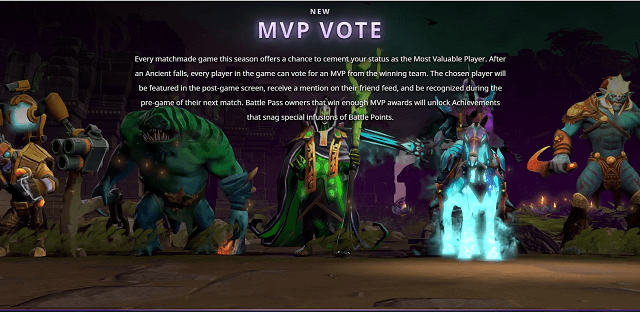 NEW
MVP VOTE
Every matchmade game this season offers a chance to cement your status as the Most Valuable Player. After
an Ancient falls, every player in the game can vote for an MVP from the winning team. The chosen player will
be featured in the post-game screen, receive a mention on their friend feed, and be recognized during the
pre-game of their next match. Battle Pass owners that win enough MVP awards will unlock Achievements
that snag special infusions of Battle Points.